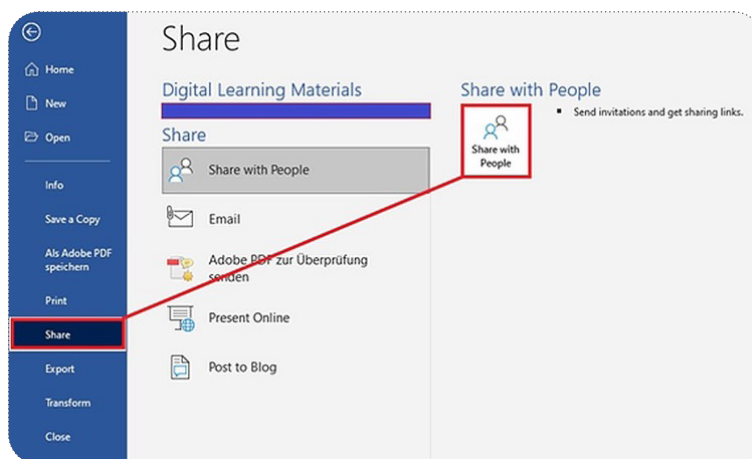 Home
New
Open
Info
Save a Copy
Als Adobe PDF
speichern
Print
Share
Export
Transform
Close
Share
Digital Learning Materials
Share
Share with People
Email
Adobe PDF zur Überprüfung
senden
Present Online
Post to Blog
Share with People
Share with
People
Send invitations and get sharing links.